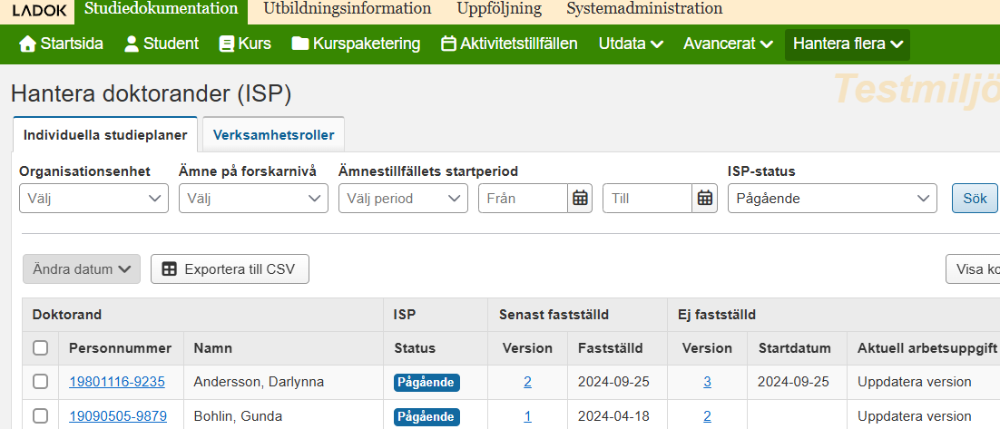 LADOK Studiedokumentation Utbildningsinformation Uppföljning Systemadministration
Startsida Student Kurs Kurspaketering Aktivitetstillfällen Utdata Avancerat Hantera flera
Hantera doktorander (ISP)
Testmiljö
Individuella studieplaner Verksamhetsroller
Organisationsenhet Ämne på forskarnivå Ämnestillfällets startperiod ISP-status
Välj Välj Välj period Från Till Pågående Sök
Ändra datum Exportera till CSV Visa ko
Doktorand ISP Senast fastställd Ej fastställd
Personnummer Namn Status Version Fastställd Version Startdatum Aktuell arbetsuppgift
19801116-9235 Andersson, Darlynna Pågående 2 2024-09-25 3 2024-09-25 Uppdatera version
19090505-9879 Bohlin, Gunda Pågående 1 2024-04-18 2 Uppdatera version